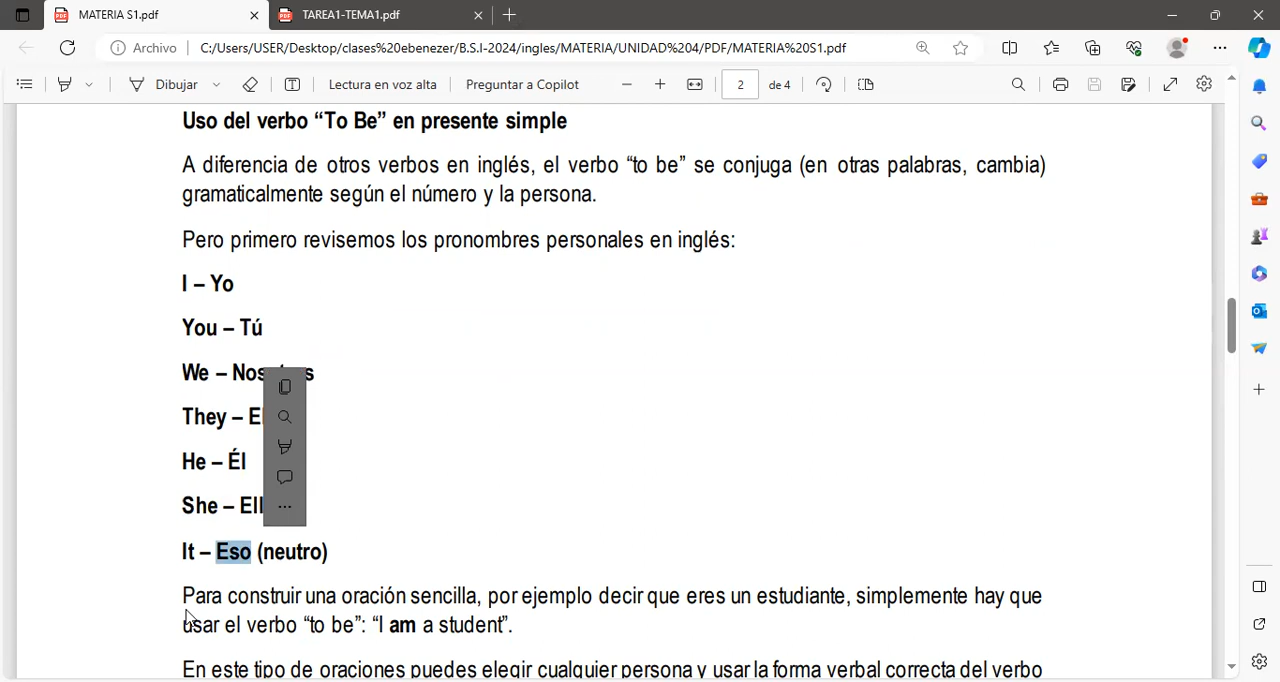 MATERIA S1.pdf
TAREA1-TEMA1.pdf
Archivo
C:/Users/USER/Desktop/clases%20ebenezer/B.S.I-2024/ingles/MATERIA/UNIDAD%204/PDF/MATERIA%20S1.pdf
Dibujar
Lectura en voz alta
Preguntar a Copilot
2
de 4
Uso del verbo “To Be” en presente simple
A diferencia de otros verbos en inglés, el verbo “to be” se conjuga (en otras palabras, cambia)
gramaticalmente según el número y la persona.
Pero primero revisemos los pronombres personales en inglés:
I – Yo
You – Tú
We –
They –
He – Él
She –
It – Eso (neutro)
Para construir una oración sencilla, por ejemplo decir que eres un estudiante, simplemente hay que
usar el verbo “to be”: “I am a student”.
En este tipo de oraciones puedes elegir cualquier persona y usar la forma verbal correcta del verbo